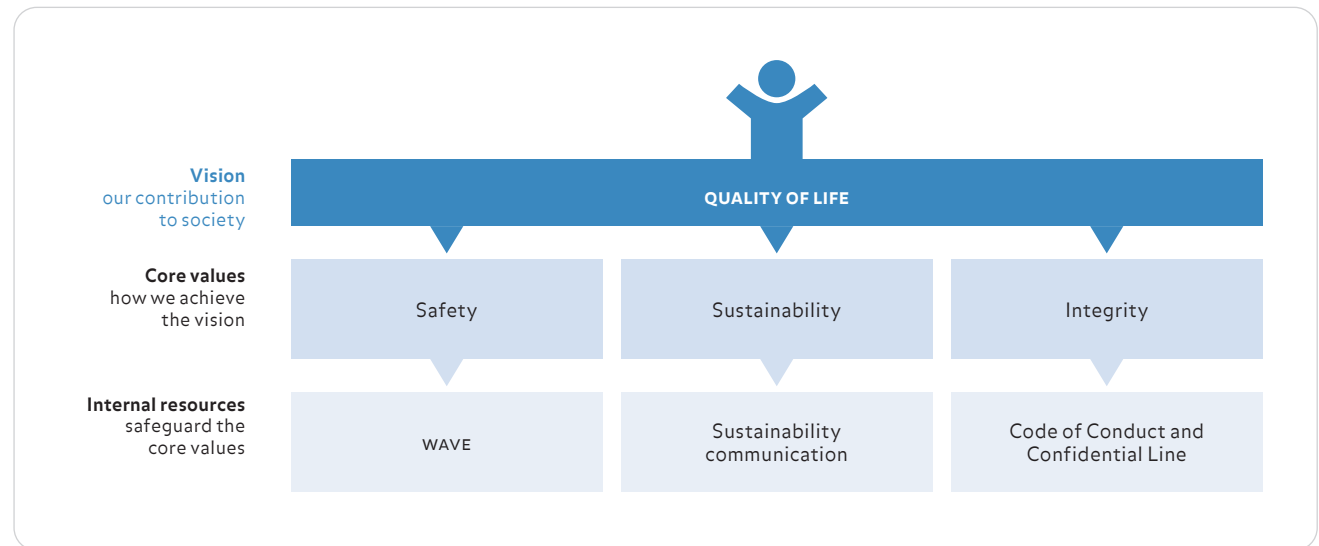 Vision
our contribution
to society
QUALITY OF LIFE
Core values
how we achieve
the vision
Safety
Sustainability
Integrity
Internal resources
safeguard the
core values
WAVE
Sustainability
communication
Code of Conduct and
Confidential Line